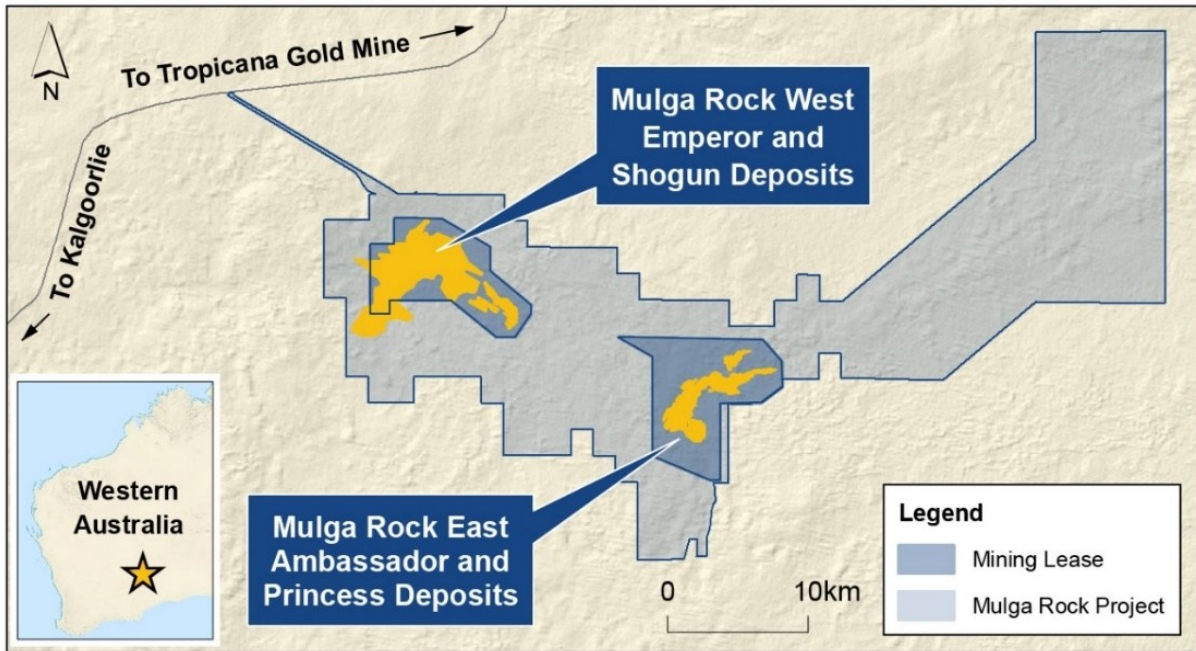 To Tropicana Gold Mine
N
To Kalgoorlie
Mulga Rock West
Emperor and
Shogun Deposits
Mulga Rock East
Ambassador and
Princess Deposits
Western
Australia
0 10km
Legend
Mining Lease
Mulga Rock Project